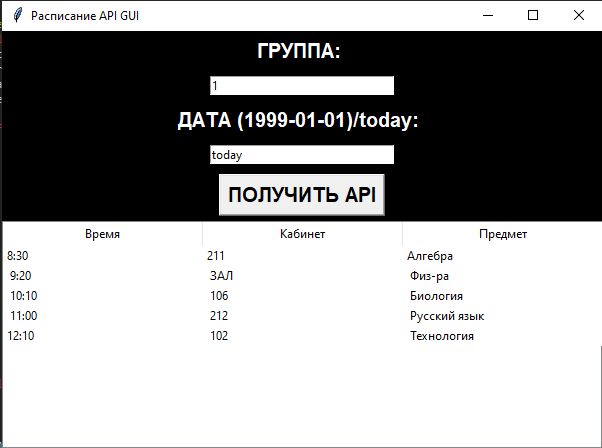 Расписание API GUI
ГРУППА:
1
ДАТА (1999-01-01)/today:
today
ПОЛУЧИТЬ API
Время Кабинет Предмет
8:30 211 Алгебра
9:20 ЗАЛ Физ-ра
10:10 106 Биология
11:00 212 Русский язык
12:10 102 Технология